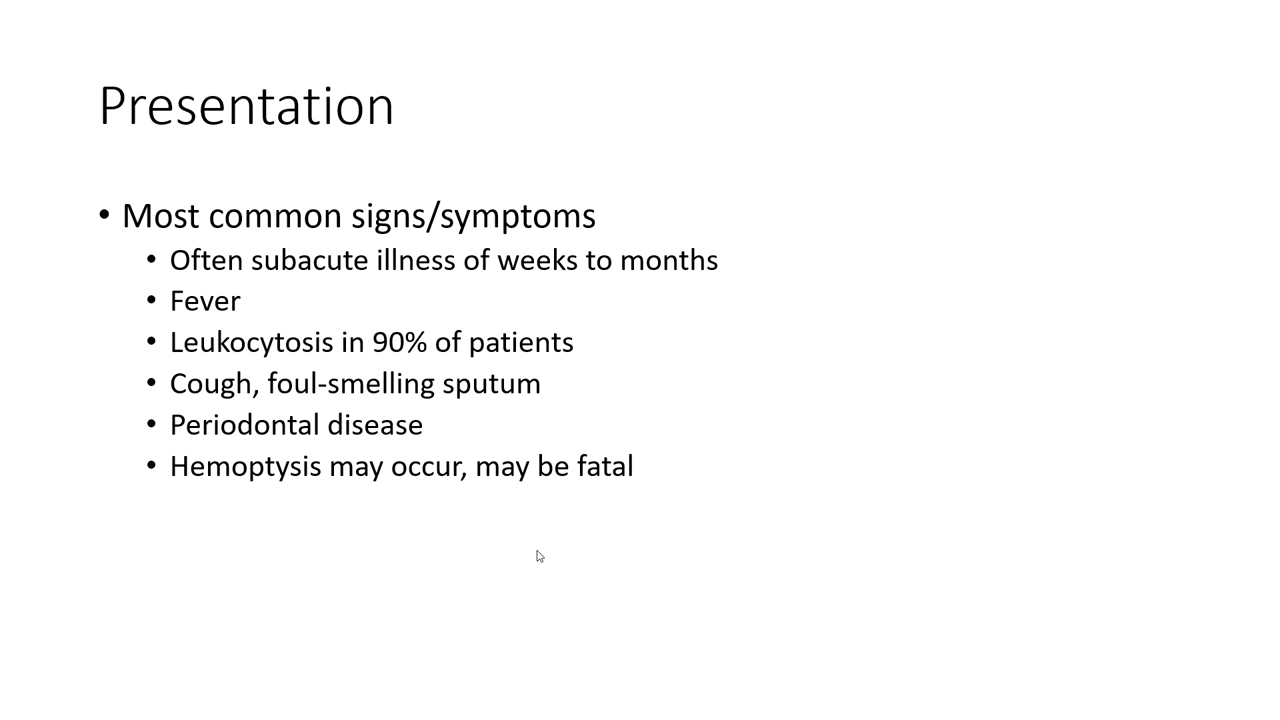 Presentation
• Most common signs/symptoms
• Often subacute illness of weeks to months
• Fever
• Leukocytosis in 90% of patients
• Cough, foul-smelling sputum
• Periodontal disease
• Hemoptysis may occur, may be fatal